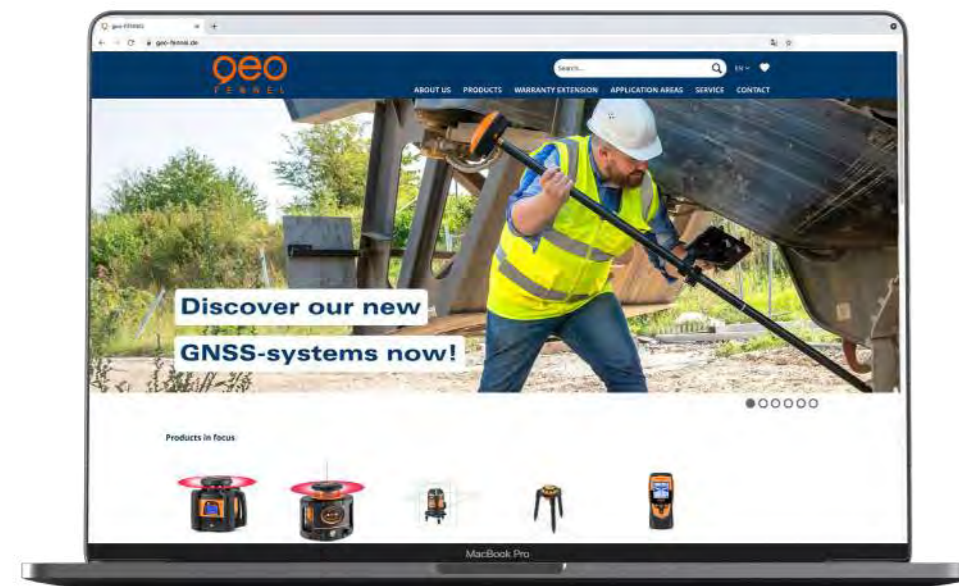 geo-FENNEL
geo-fennel.de
geo
FENNEL
Search...
EN
ABOUT US PRODUCTS WARRANTY EXTENSION APPLICATION AREAS SERVICE CONTACT
Discover our new
GNSS-systems now!
Products in focus
MacBook Pro